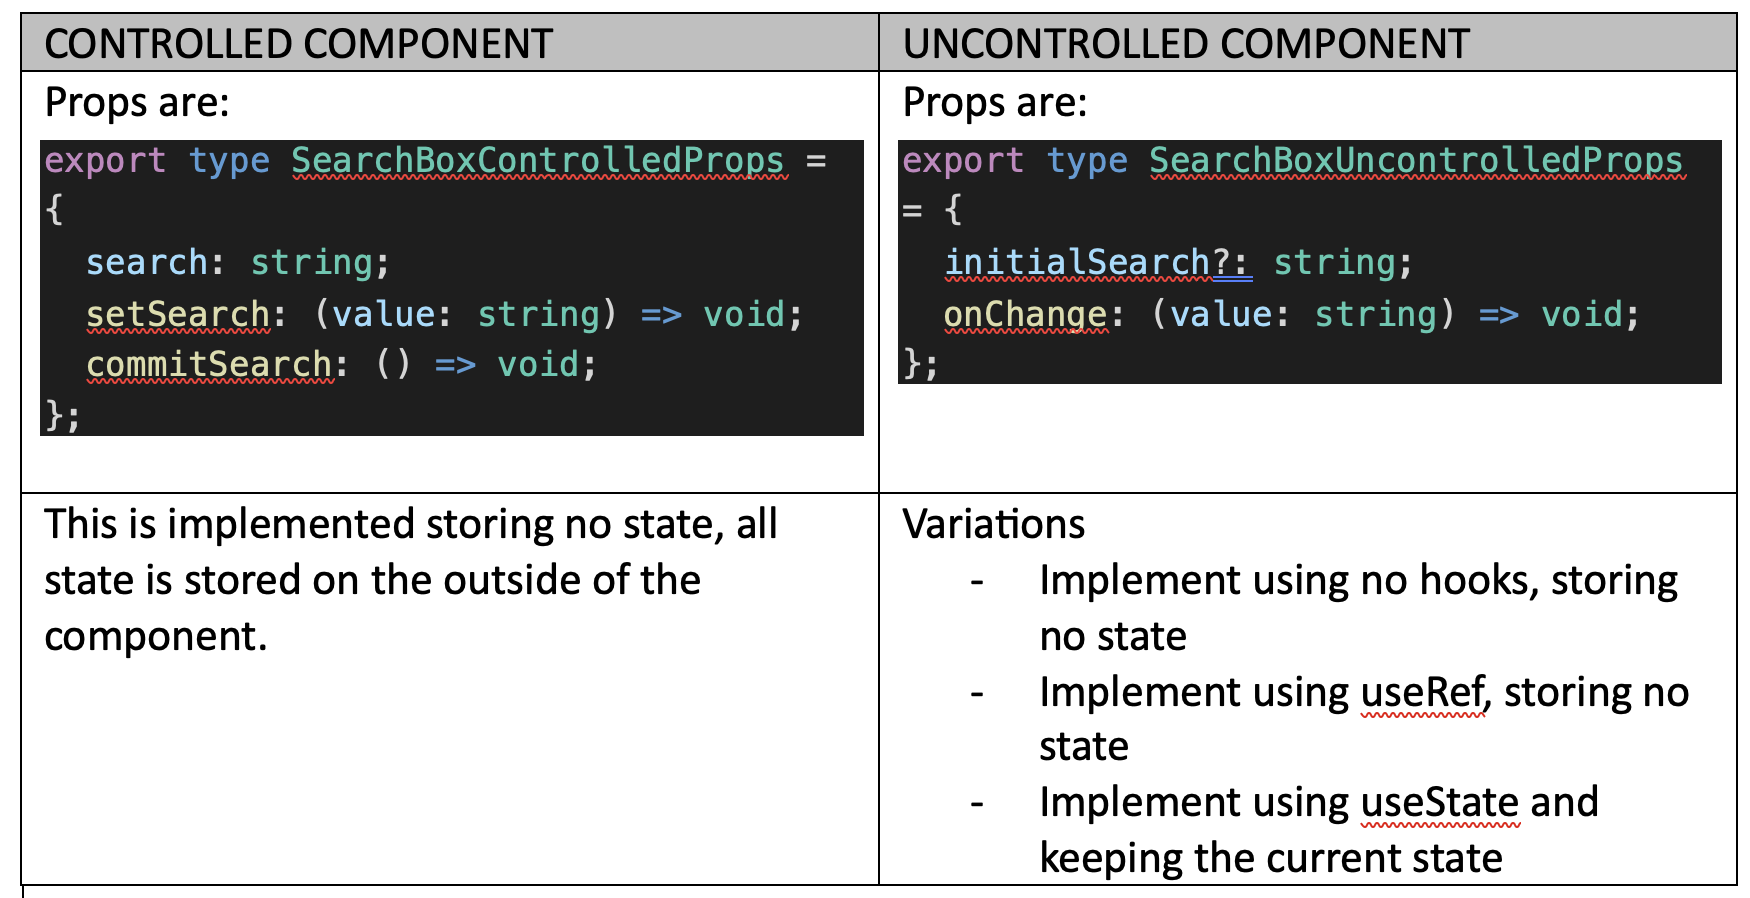 CONTROLLED COMPONENT
UNCONTROLLED COMPONENT
Props are:
export type SearchBoxControlledProps =
{
  search: string;
  setSearch: (value: string) => void;
  commitSearch: () => void;
};
Props are:
export type SearchBoxUncontrolledProps
= {
  initialSearch?: string;
  onChange: (value: string) => void;
};
This is implemented storing no state, all
state is stored on the outside of the
component.
Variations
- Implement using no hooks, storing
no state
- Implement using useRef, storing no
state
- Implement using useState and
keeping the current state